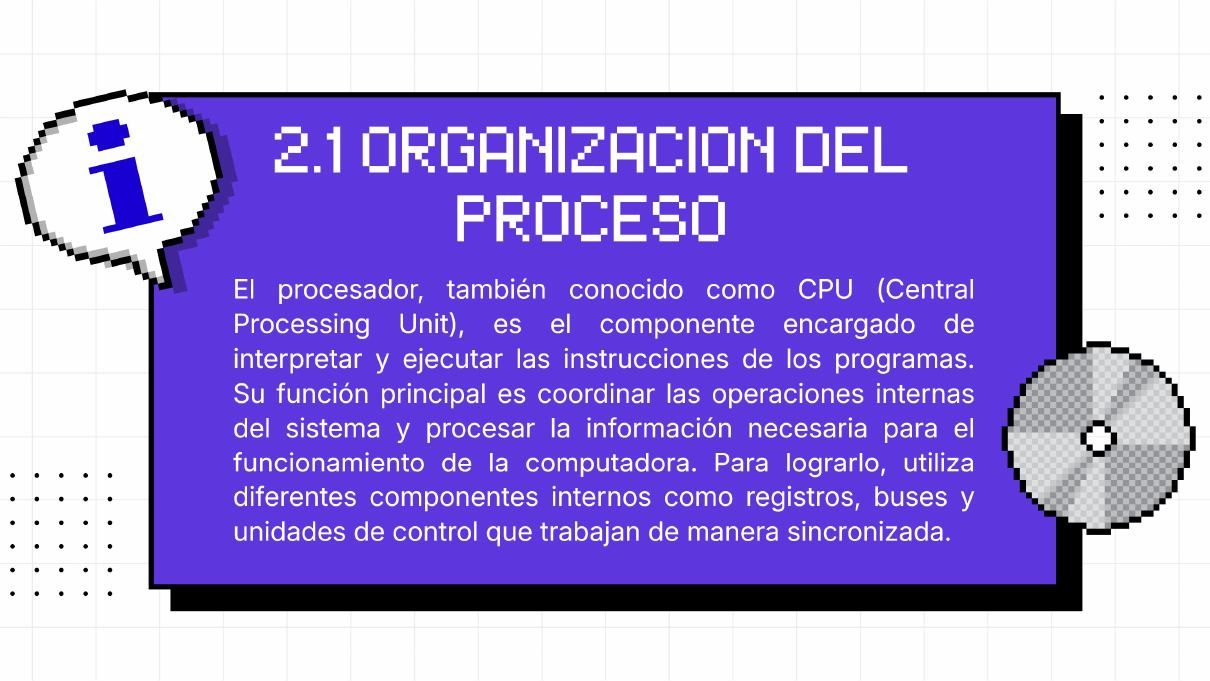 i
2.1 ORGANIZACION DEL
PROCESO
El procesador, también conocido como CPU (Central
Processing Unit), es el componente encargado de
interpretar y ejecutar las instrucciones de los programas.
Su función principal es coordinar las operaciones internas
del sistema y procesar la información necesaria para el
funcionamiento de la computadora. Para lograrlo, utiliza
diferentes componentes internos como registros, buses y
unidades de control que trabajan de manera sincronizada.